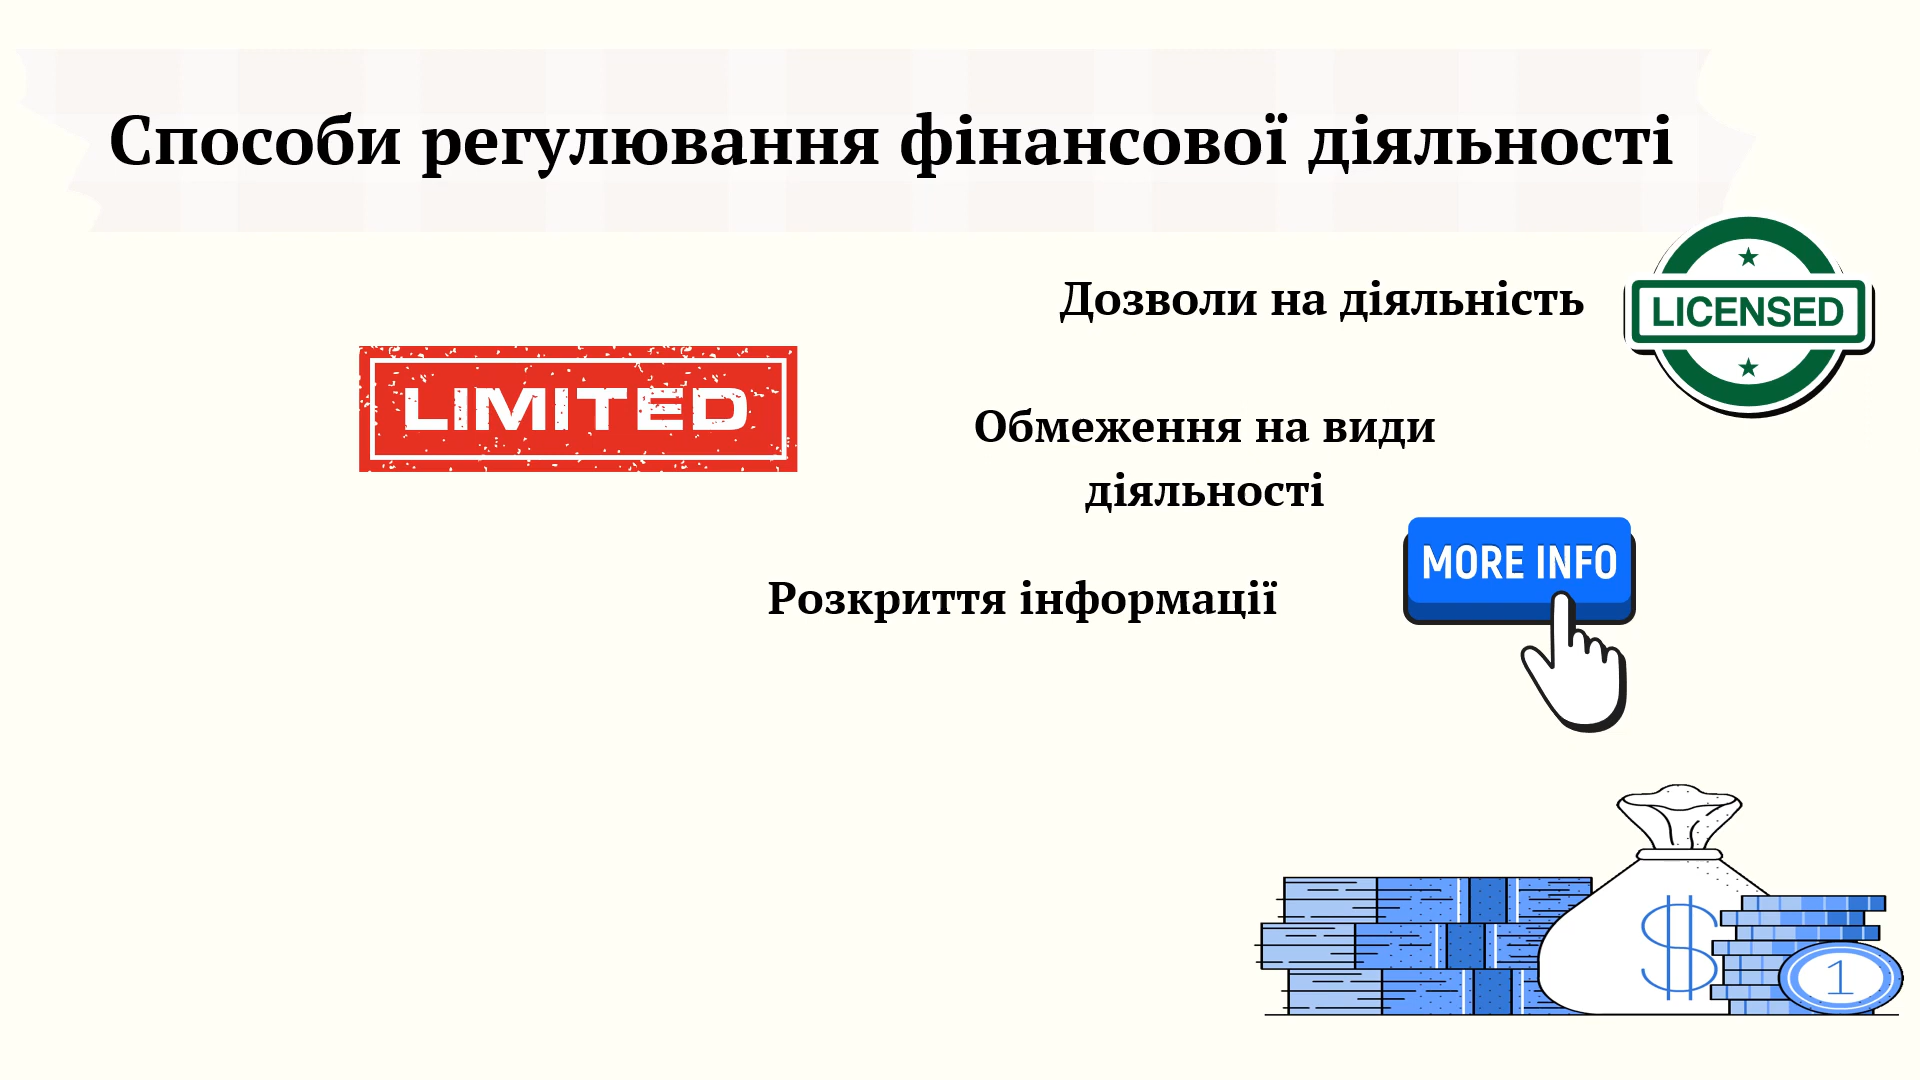 Способи регулювання фінансової діяльності
Дозволи на діяльність
LICENSED
LIMITED
Обмеження на види
діяльності
MORE INFO
Розкриття інформації
$
1